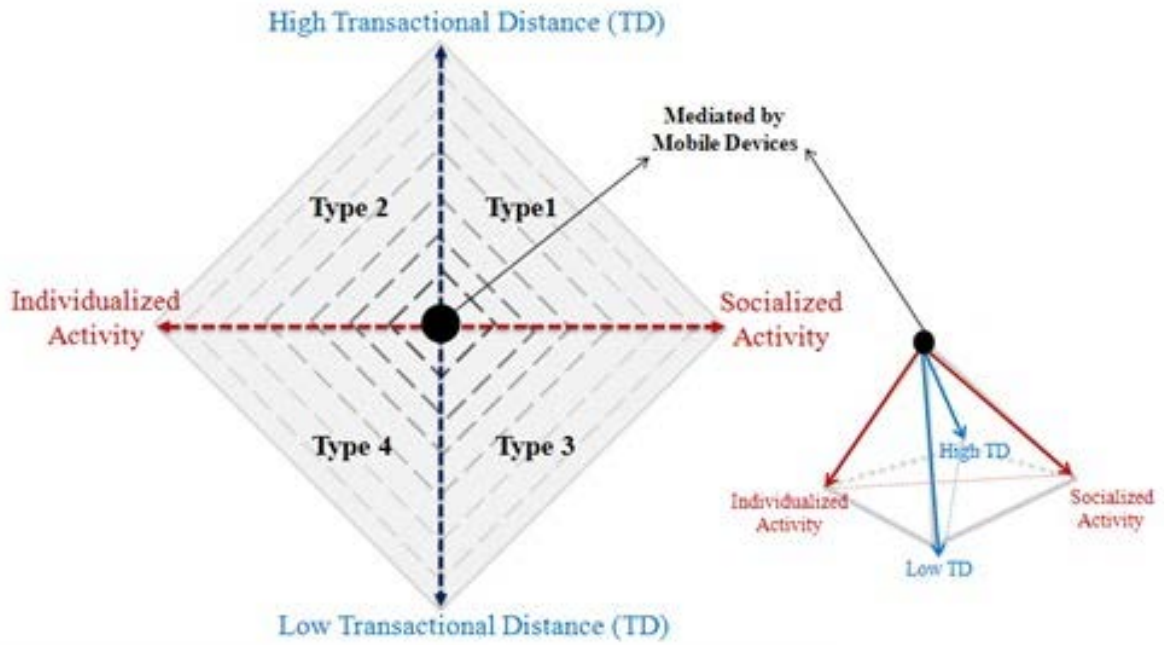 High Transactional Distance (TD)
Mediated by
Mobile Devices
Type 2
Type1
Individualized
Activity
Socialized
Activity
Type 4
Type 3
High TD
Individualized
Activity
Socialized
Activity
Low TD
Low Transactional Distance (TD)